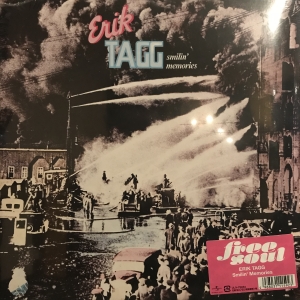 Erik
TAGG
smilin'
memories
free
soul
ERIK TAGG
Smilin' Memories